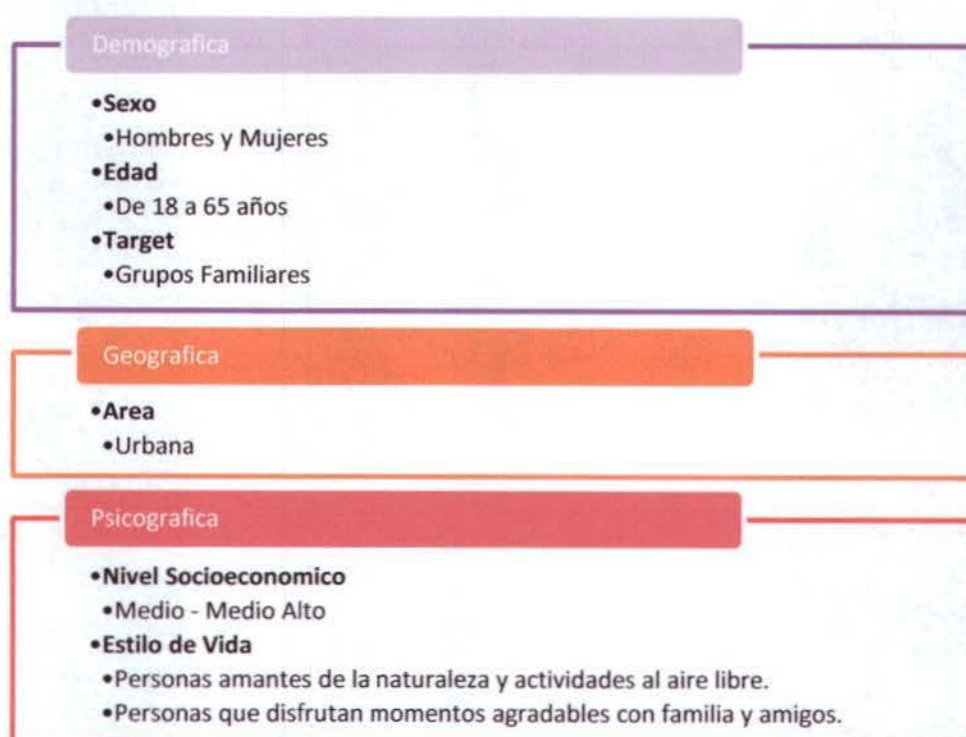 Demografica
•Sexo
•Hombres y Mujeres
•Edad
•De 18 a 65 años
•Target
•Grupos Familiares
Geografica
•Area
•Urbana
Psicografica
•Nivel Socioeconomico
•Medio - Medio Alto
•Estilo de Vida
•Personas amantes de la naturaleza y actividades al aire libre.
•Personas que disfrutan momentos agradables con familia y amigos.